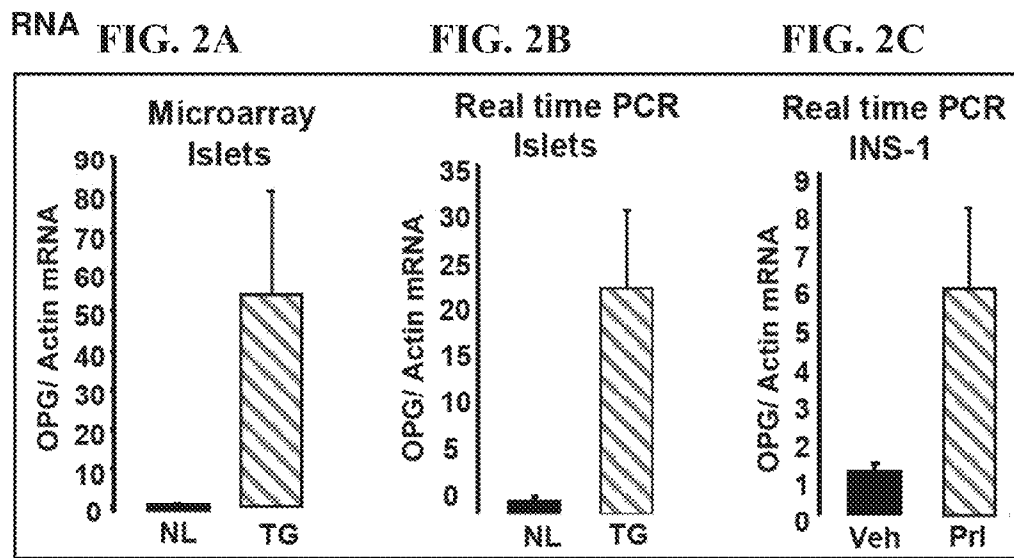 RNA
FIG. 2A
FIG. 2B
FIG. 2C
Microarray
Islets
OPG/ Actin mRNA
90
80
70
60
50
40
30
20
10
0
NL
TG
Real time PCR
Islets
OPG/ Actin mRNA
35
30
25
20
15
10
5
0
NL
TG
Real time PCR
INS-1
OPG/ Actin mRNA
9
8
7
6
5
4
3
2
1
0
Veh
Prl